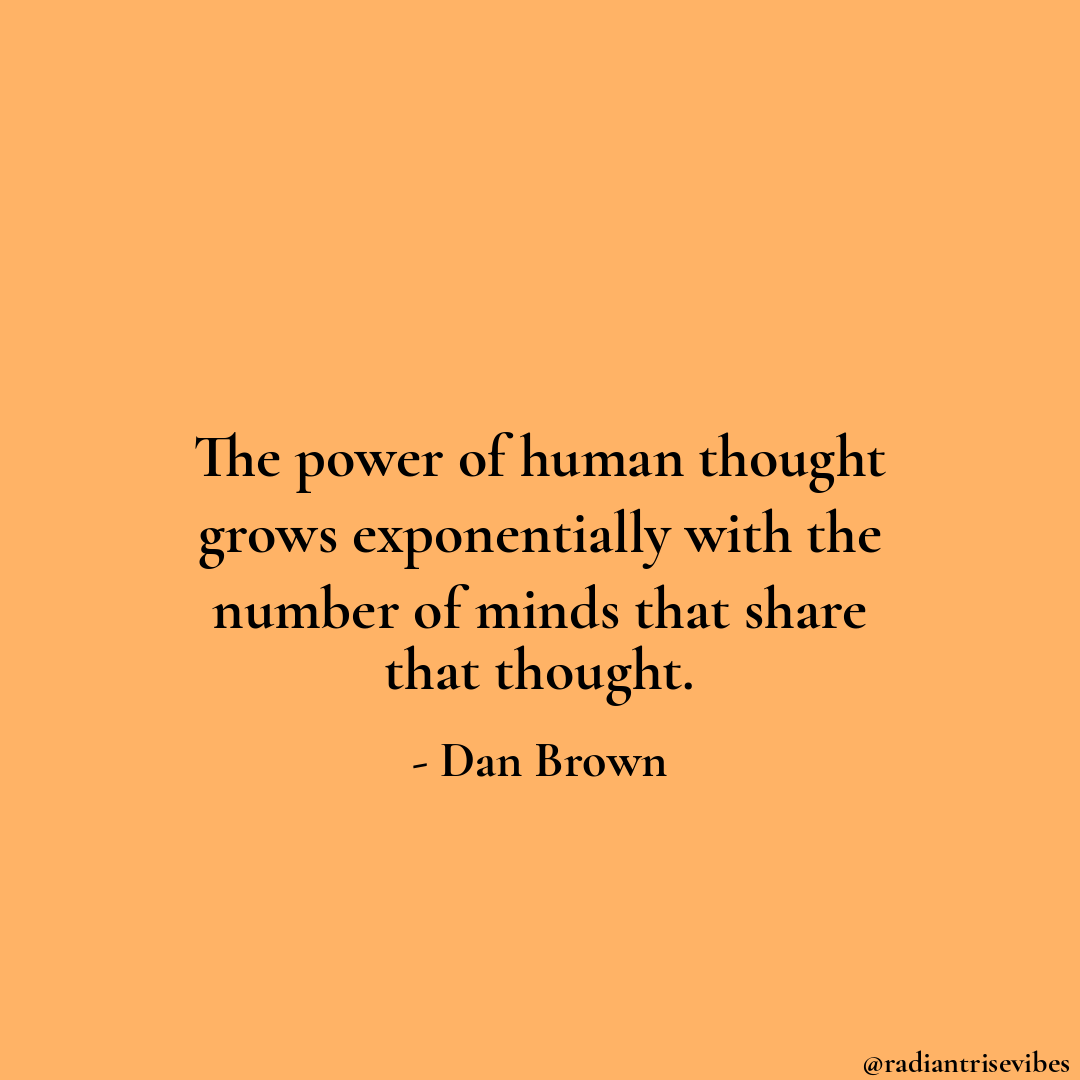 The power of human thought
grows exponentially with the
number of minds that share
that thought.
- Dan Brown
@radiantrisevibes